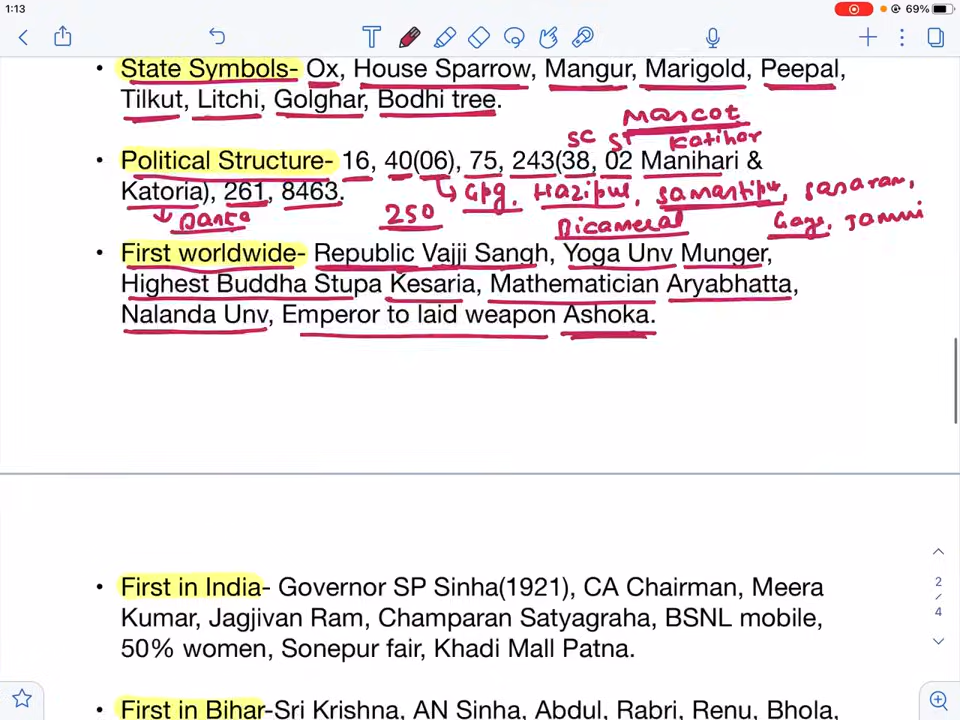 1:13
69%
• State Symbols- Ox, House Sparrow, Mangur, Marigold, Peepal,
Tilkut, Litchi, Golghar, Bodhi tree.
Mascot
SC ST Katihar
• Political Structure- 16, 40(06), 75, 243(38, 02 Manihari &
Katoria), 261, 8463.
Gpg, Hazipur, Samastipur, Sasaram,
Banka 250 Bicameral Gaya, Jamui
• First worldwide- Republic Vajji Sangh, Yoga Unv Munger,
Highest Buddha Stupa Kesaria, Mathematician Aryabhatta,
Nalanda Unv, Emperor to laid weapon Ashoka.
• First in India- Governor SP Sinha(1921), CA Chairman, Meera
Kumar, Jagjivan Ram, Champaran Satyagraha, BSNL mobile,
50% women, Sonepur fair, Khadi Mall Patna.
• First in Bihar-Sri Krishna, AN Sinha, Abdul, Rabri, Renu, Bhola,
2
/
4